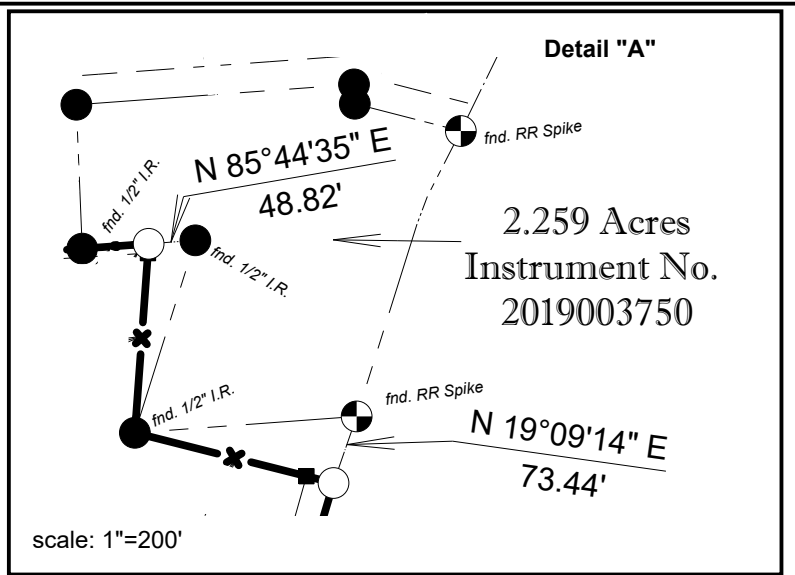 Detail "A"
fnd. RR Spike
N 85°44'35" E
48.82'
fnd. 1/2" I.R.
fnd. 1/2" I.R.
2.259 Acres
Instrument No.
2019003750
fnd. 1/2" I.R.
fnd. RR Spike
N 19°09'14" E
73.44'
scale: 1"=200'